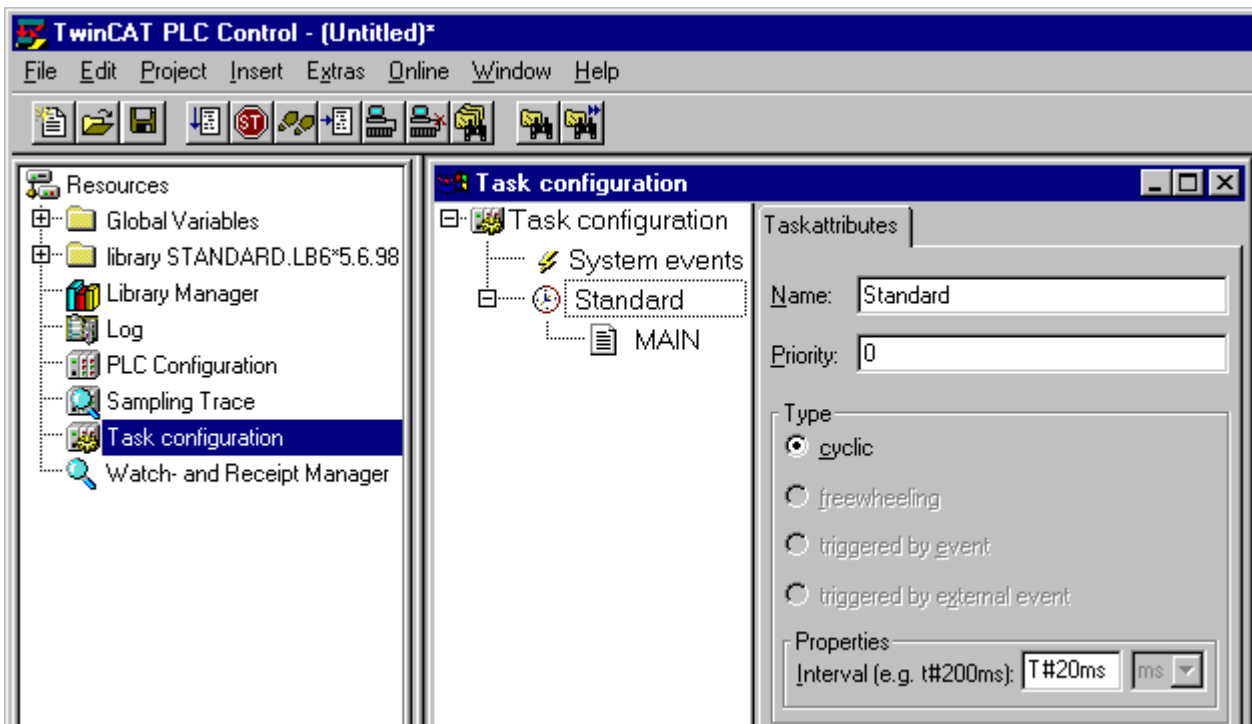 TwinCAT PLC Control - (Untitled)*
File Edit Project Insert Extras Online Window Help
ST
Resources
Global Variables
library STANDARD.LB6*5.6.98
Library Manager
Log
PLC Configuration
Sampling Trace
Task configuration
Watch- and Receipt Manager
Task configuration
Task configuration
System events
Standard
MAIN
Taskattributes
Name: Standard
Priority: 0
Type
cyclic
freewheeling
triggered by event
triggered by external event
Properties
Interval (e.g. t#200ms): T#20ms ms